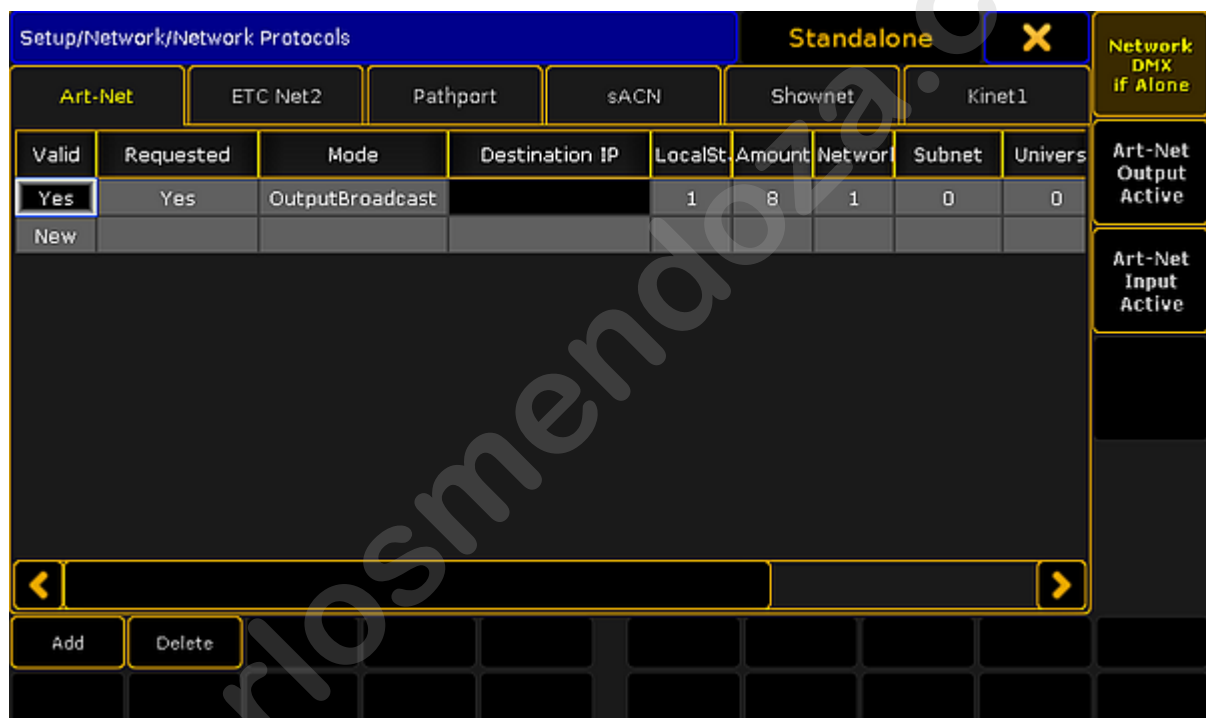 Setup/Network/Network Protocols
Standalone
Network
DMX
if Alone
Art-Net
ETC Net2
Pathport
sACN
Shownet
Kinet1
Valid
Requested
Mode
Destination IP
LocalSt.
Amount
Networl
Subnet
Univers
Yes
Yes
OutputBroadcast
1
8
1
0
0
New
Art-Net
Output
Active
Art-Net
Input
Active
Add
Delete
rlosmendoza.c